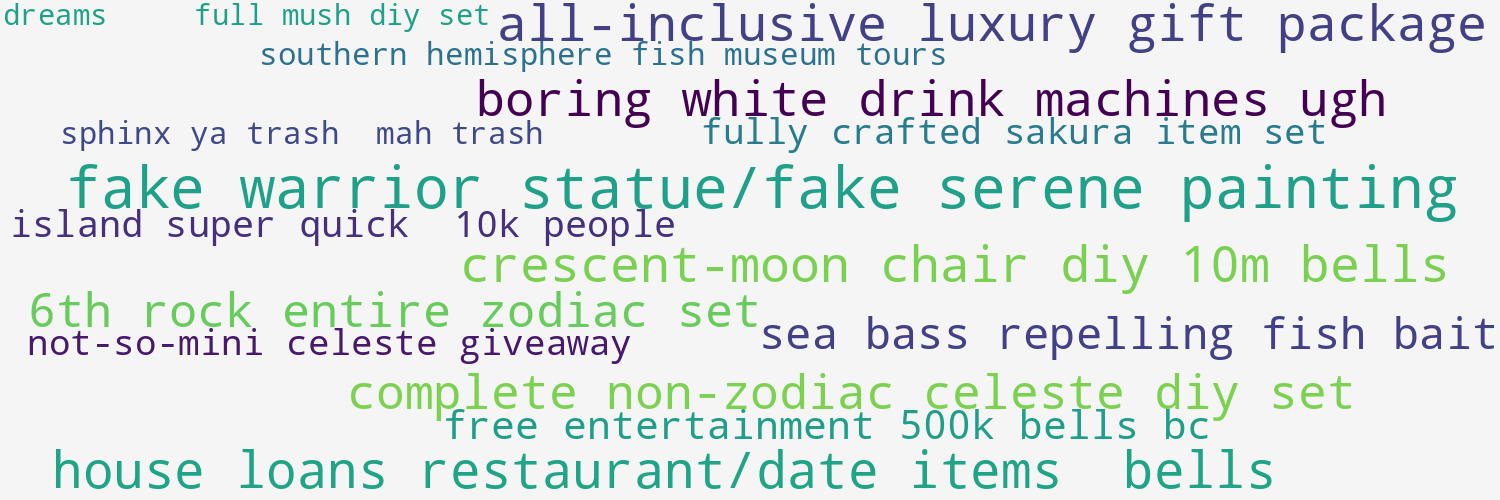 dreams
full mush diy set
all-inclusive luxury gift package
southern hemisphere fish museum tours
boring white drink machines ugh
sphinx ya trash  mah trash
fully crafted sakura item set
fake warrior statue/fake serene painting
island super quick  10k people
crescent-moon chair diy 10m bells
6th rock entire zodiac set
not-so-mini celeste giveaway
sea bass repelling fish bait
complete non-zodiac celeste diy set
free entertainment 500k bells bc
house loans restaurant/date items  bells